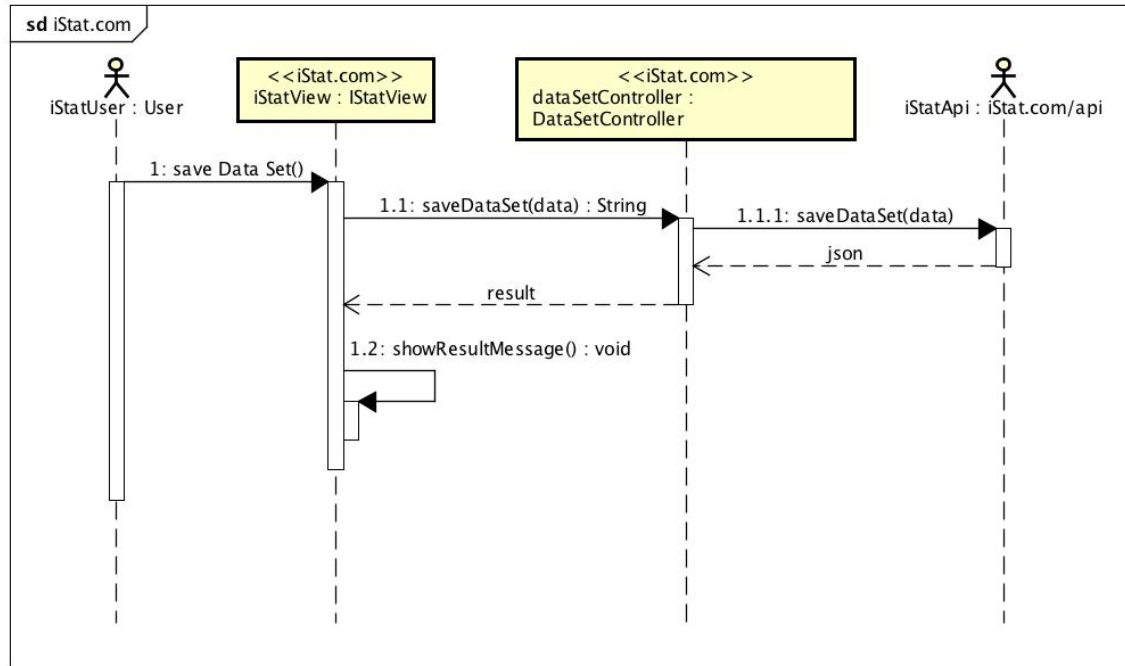 sd iStat.com
iStatUser : User
<<iStat.com>>
iStatView : IStatView
<<iStat.com>>
dataSetController :
DataSetController
iStatApi : iStat.com/api
1: save Data Set()
1.1: saveDataSet(data) : String
1.1.1: saveDataSet(data)
json
result
1.2: showResultMessage() : void